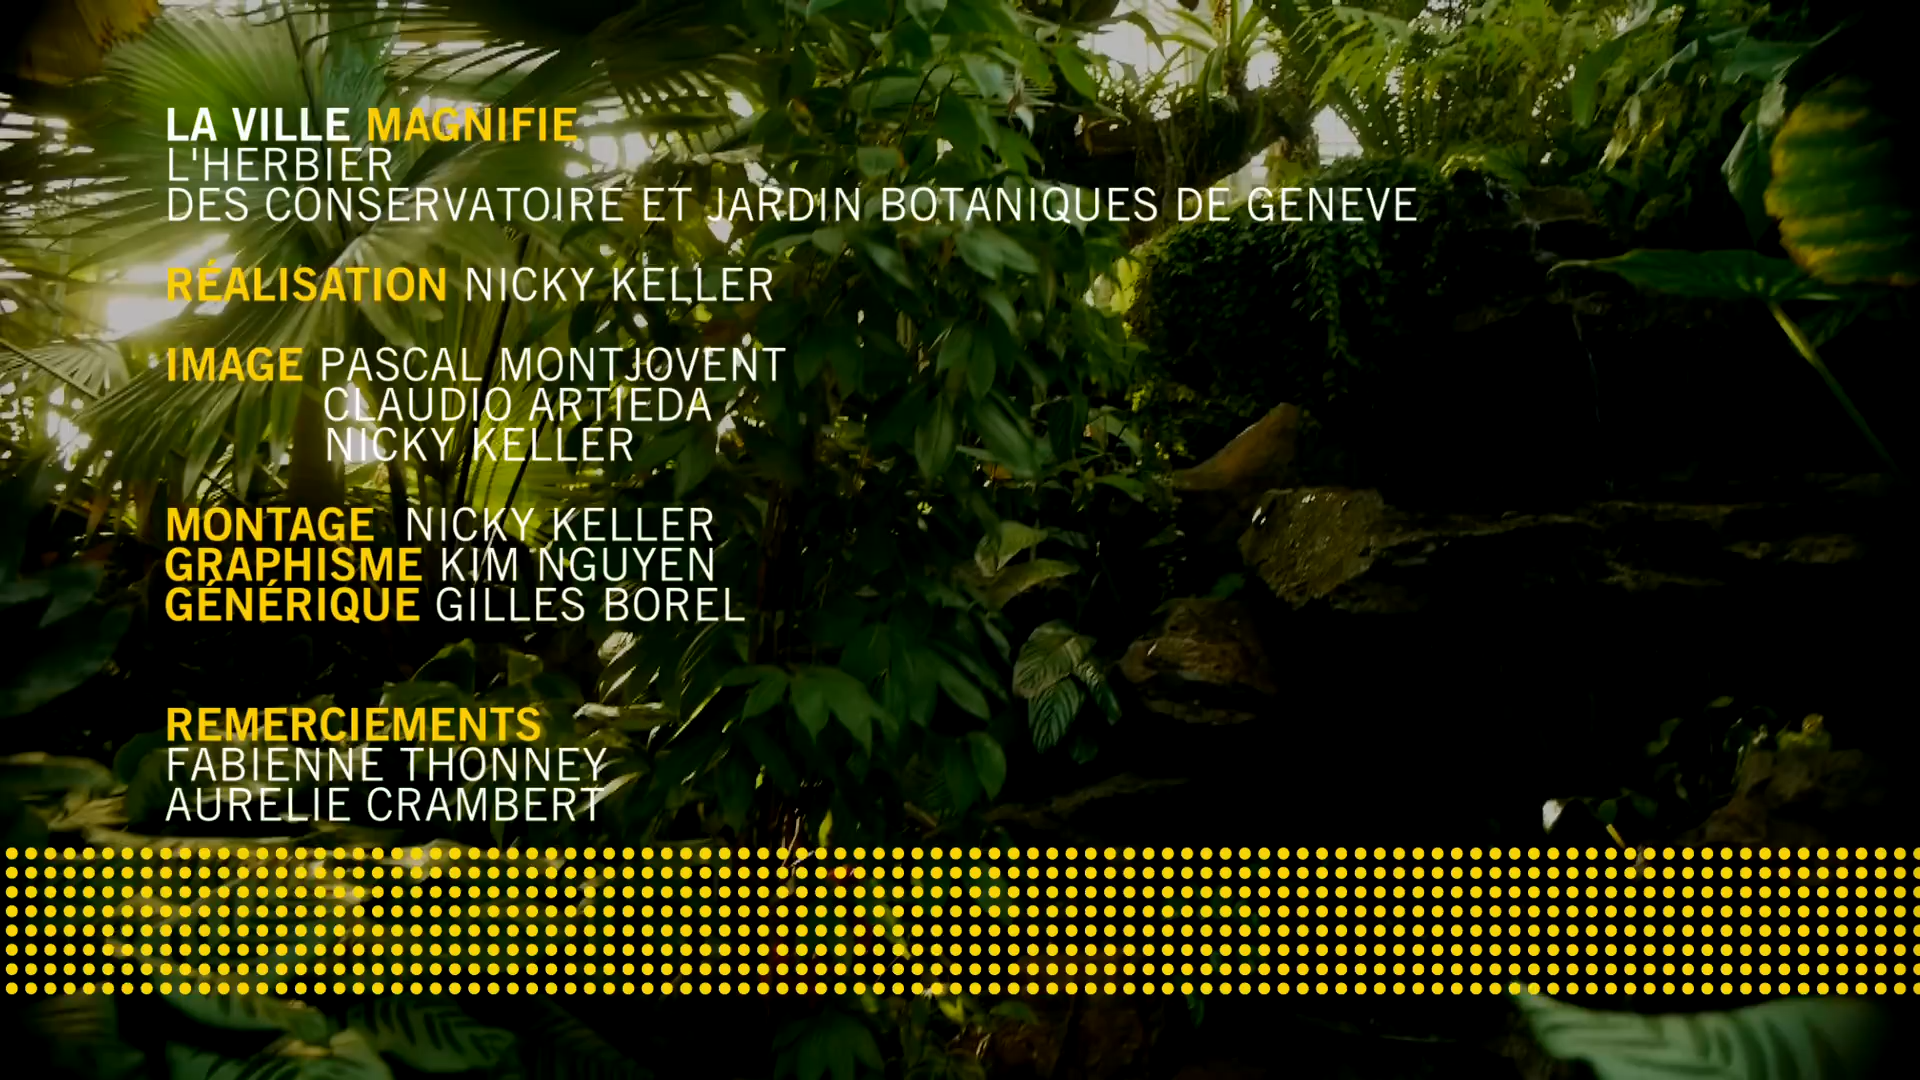 LA VILLE MAGNIFIE
L'HERBIER
DES CONSERVATOIRE ET JARDIN BOTANIQUES DE GENEVE
RÉALISATION NICKY KELLER
IMAGE PASCAL MONTJOVENT
CLAUDIO ARTIEDA
NICKY KELLER
MONTAGE NICKY KELLER
GRAPHISME KIM NGUYEN
GÉNÉRIQUE GILLES BOREL
REMERCIEMENTS
FABIENNE THONNEY
AURELIE CRAMBERT